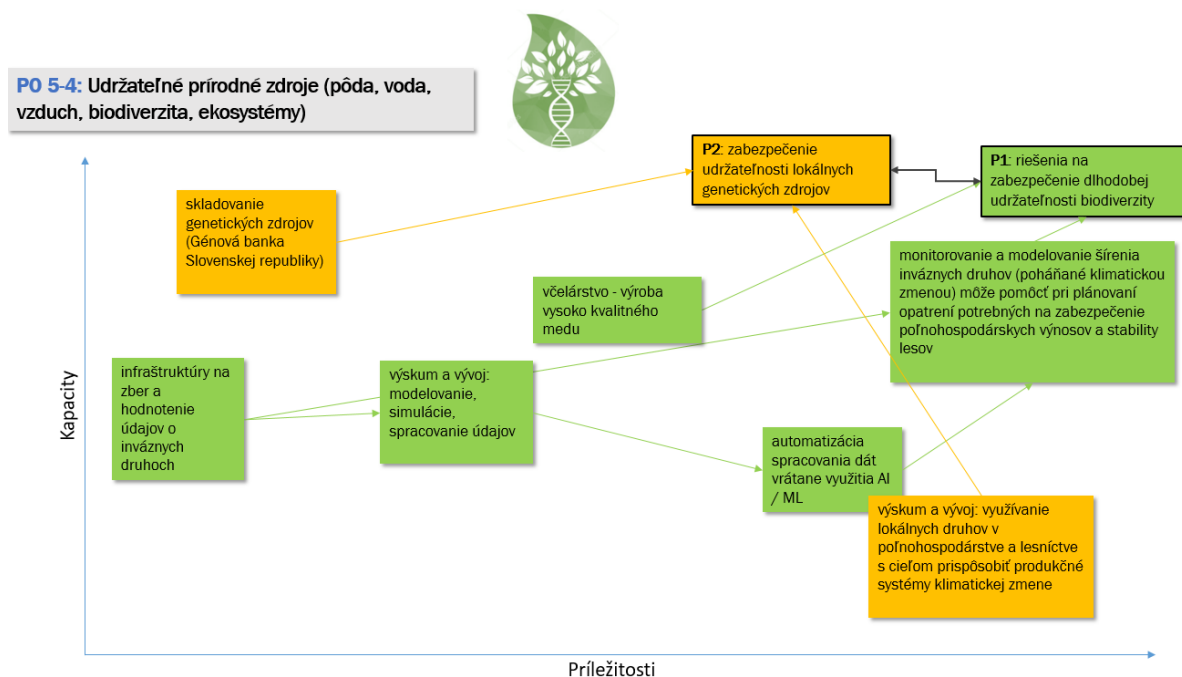 PO 5-4: Udržateľné prírodné zdroje (pôda, voda,
vzduch, biodiverzita, ekosystémy)
P2: zabezpečenie
udržateľnosti lokálnych
genetických zdrojov
P1: riešenia na
zabezpečenie dlhodobej
udržateľnosti biodiverzity
skladovanie
genetických zdrojov
(Génová banka
Slovenskej republiky)
monitorovanie a modelovanie šírenia
inváznych druhov (poháňané klimatickou
zmenou) môže pomôcť pri plánovaní
opatrení potrebných na zabezpečenie
poľnohospodárskych výnosov a stability
lesov
včelárstvo - výroba
vysoko kvalitného
medu
infraštruktúry na
zber a
hodnotenie
údajov o
inváznych
druhoch
výskum a vývoj:
modelovanie,
simulácie,
spracovanie údajov
automatizácia
spracovania dát
vrátane využitia AI
/ ML
výskum a vývoj: využívanie
lokálnych druhov v
poľnohospodárstve a lesníctve
s cieľom prispôsobiť produkčné
systémy klimatickej zmene
Kapacity
Príležitosti